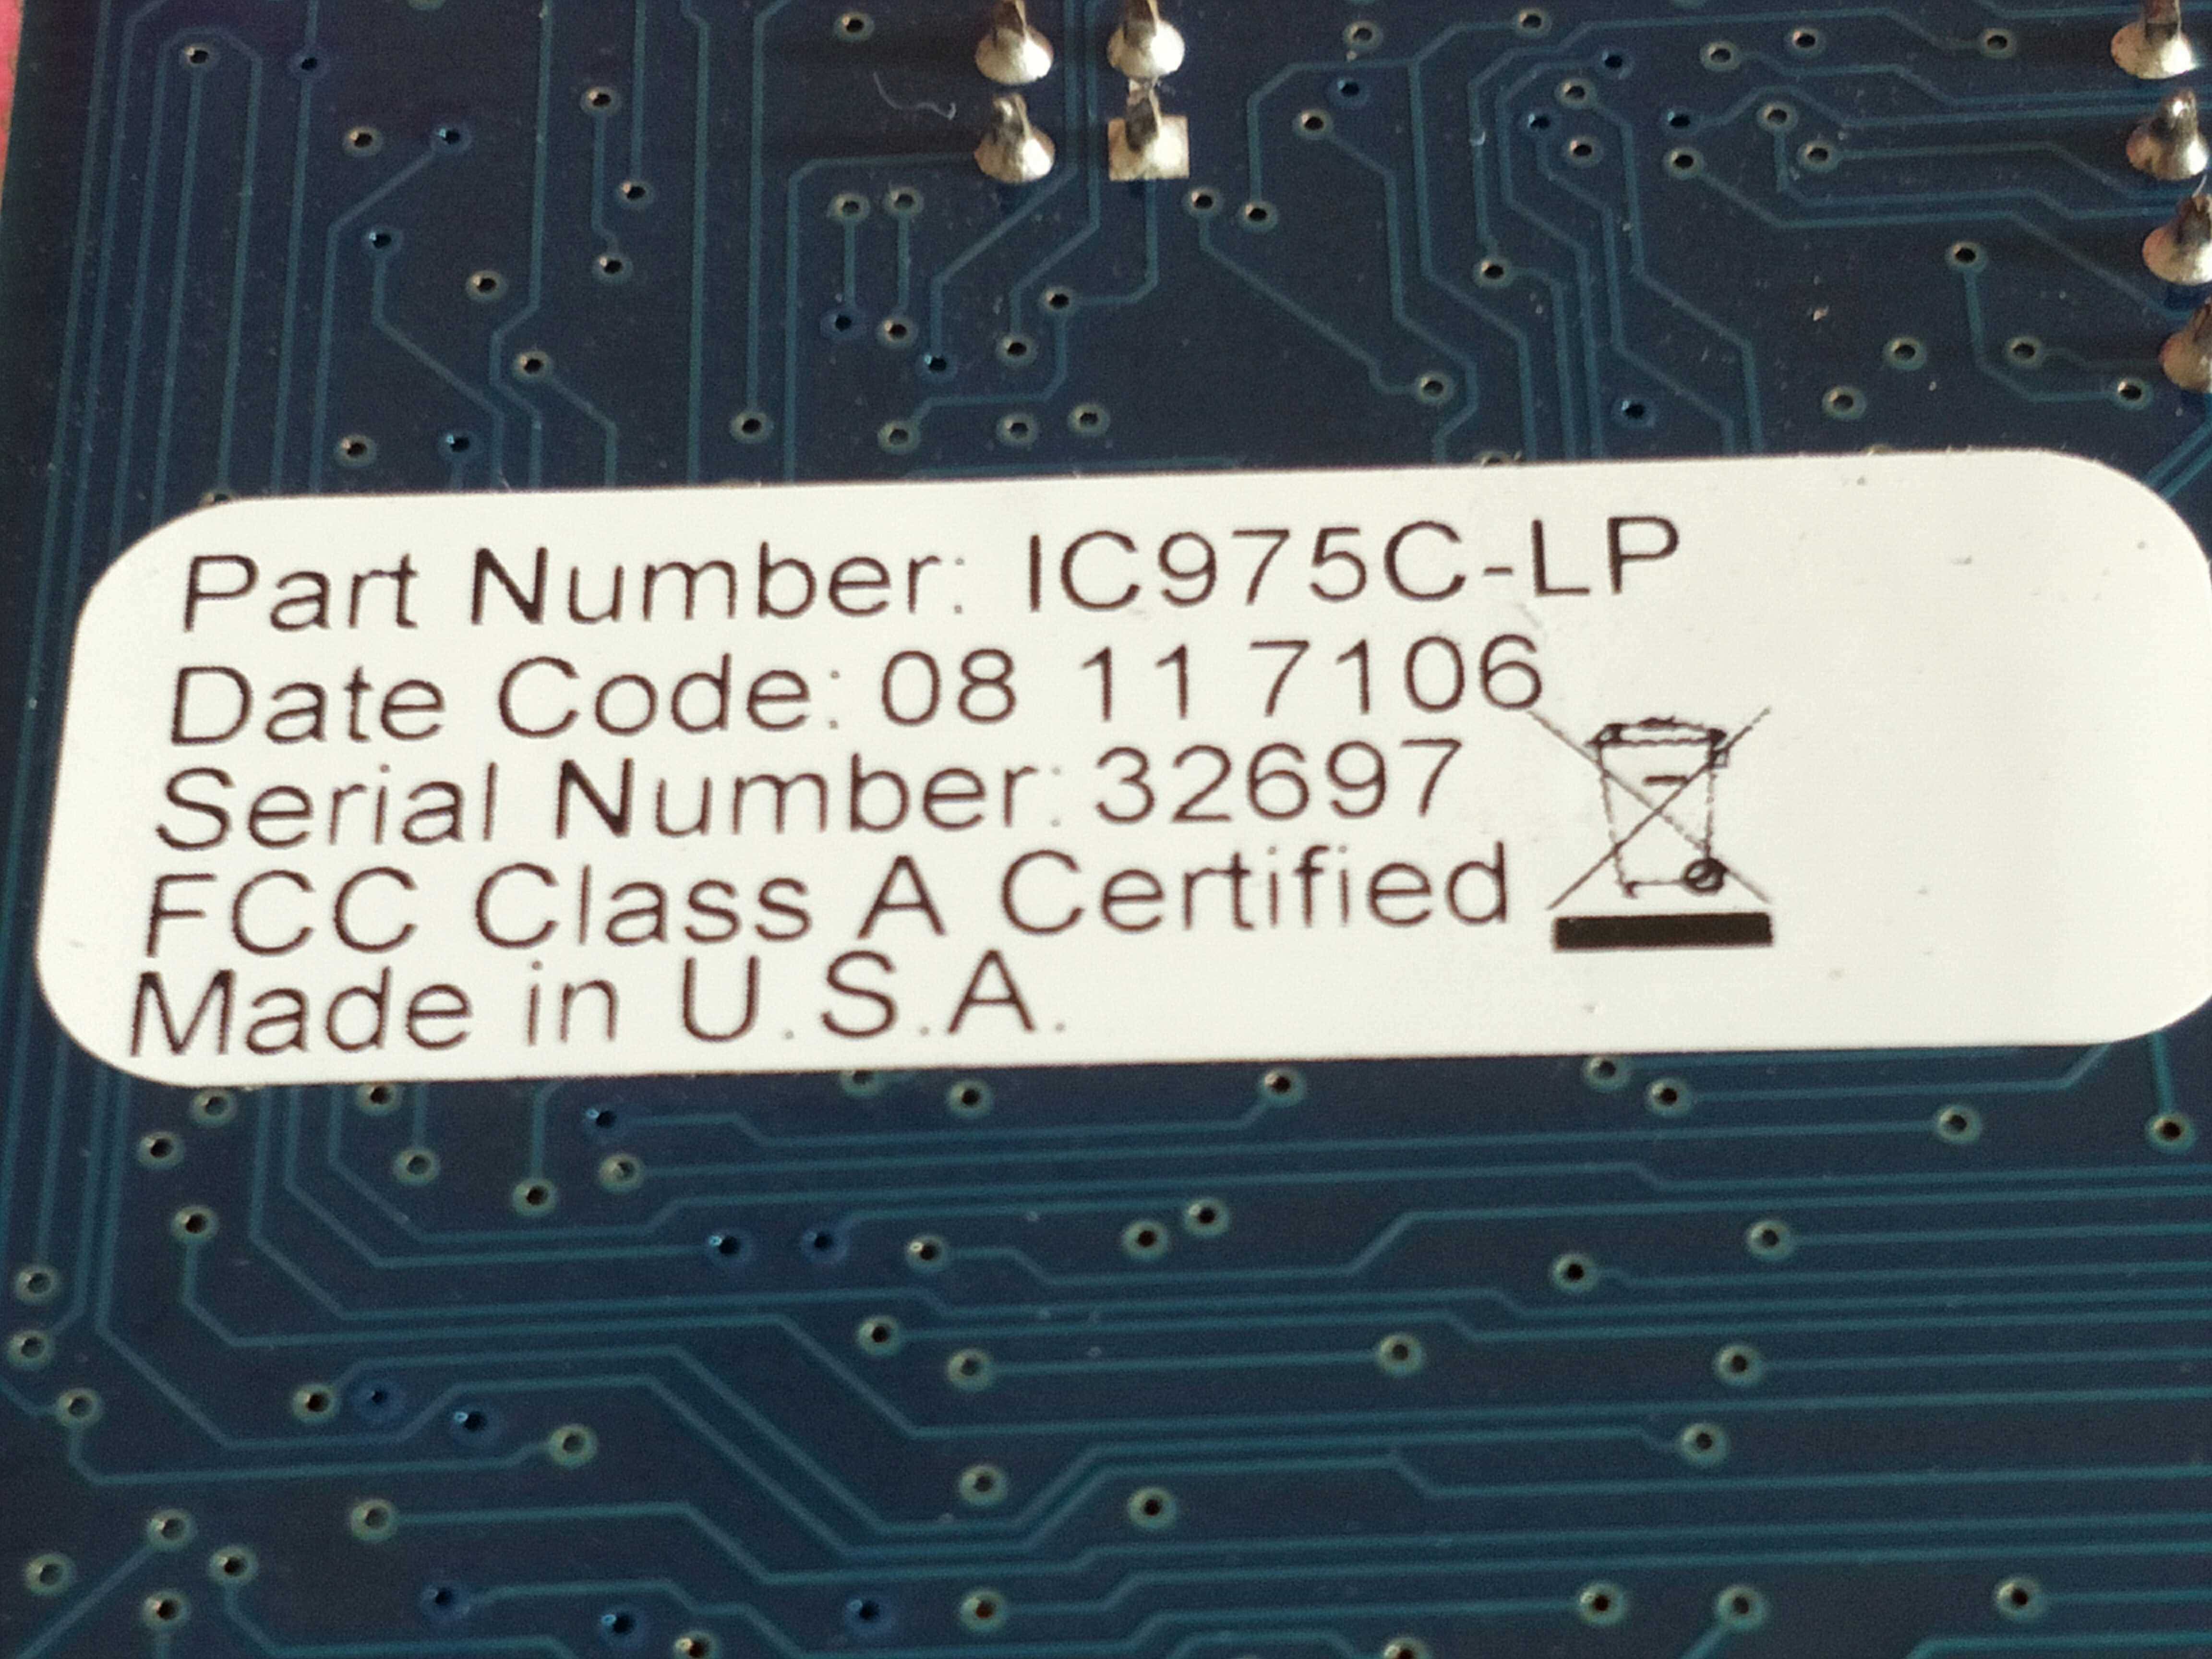 Part Number: IC975C-LP
Date Code: 08 11 7106
Serial Number: 32697
FCC Class A Certified
Made in U.S.A.